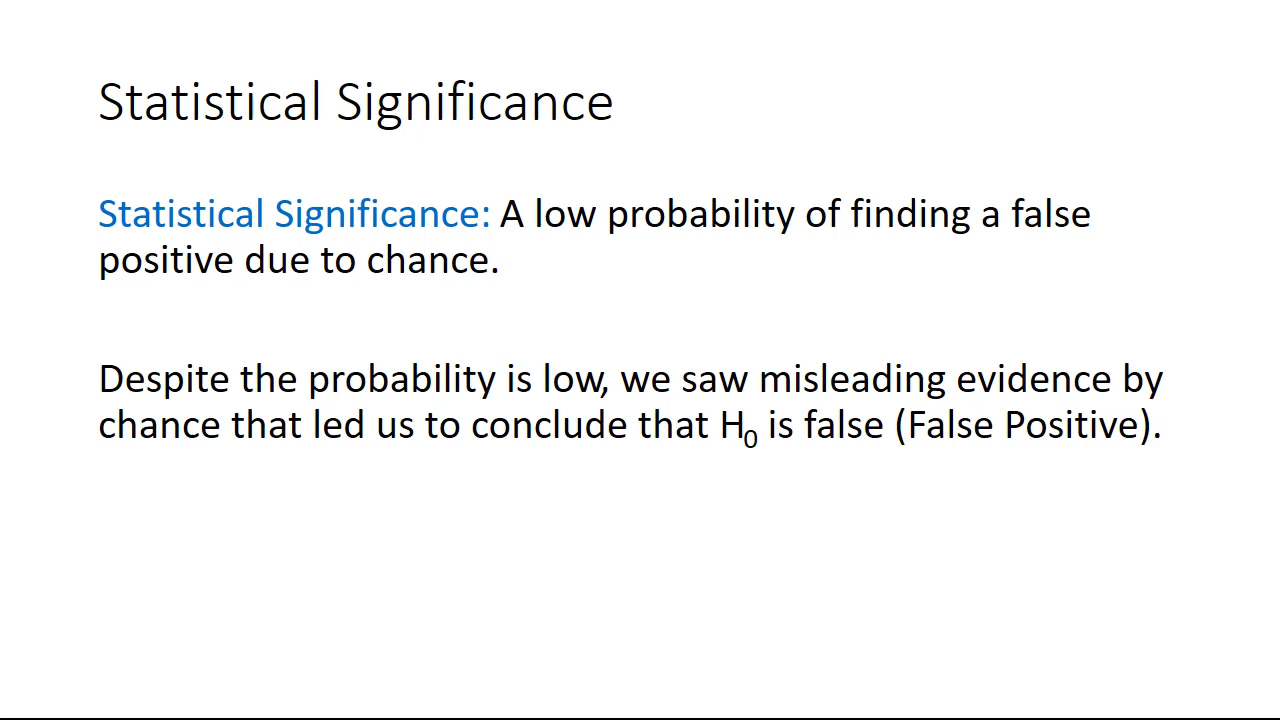 Statistical Significance
Statistical Significance: A low probability of finding a false
positive due to chance.
Despite the probability is low, we saw misleading evidence by
chance that led us to conclude that H₀ is false (False Positive).